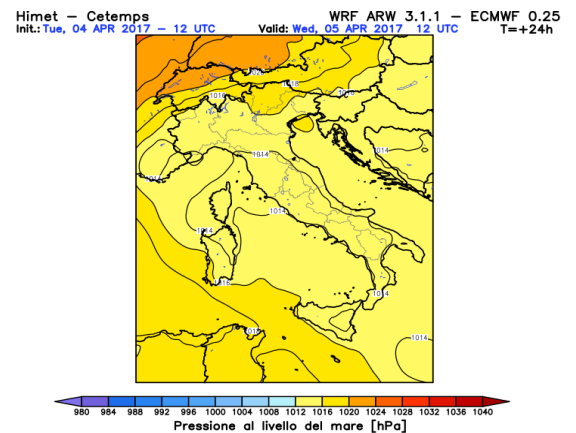 Himet – Cetemps WRF ARW 3.1.1 – ECMWF 0.25
Init.: Tue, 04 APR 2017 – 12 UTC Valid: Wed, 05 APR 2017 12 UTC T=+24h
1018
1016
1014
1014
1014
1014
1014
1014
980 984 988 992 996 1000 1004 1008 1012 1016 1020 1024 1028 1032 1036 1040
Pressione al livello del mare [hPa]